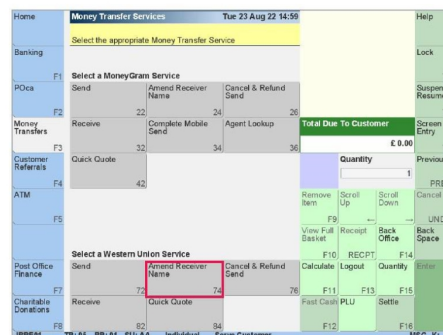 Home
Money Transfer Services Tue 23 Aug 22 14:59
Help
Select the appropriate Money Transfer Service
Banking
F1
Lock
Select a MoneyGram Service
POca
F2
Send
22
Amend Receiver Name
24
Cancel & Refund Send
26
Money Transfers
F3
Receive
32
Complete Mobile Send
34
Agent Lookup
36
Total Due To Customer
£ 0.00
Screen Entry
Customer Referrals
F4
Quick Quote
42
Quantity
1
ATM
F5
Remove Item
F9
Scroll Up
←
Scroll Down
→
Cancel
View Full Basket
F10
Receipt
RECPT
Back Office
F14
Back Space
Select a Western Union Service
Post Office Finance
F7
Send
72
Amend Receiver Name
74
Cancel & Refund Send
76
Calculate
F11
Logout
F13
Quantity
F15
Enter
Charitable Donations
F8
Receive
82
Quick Quote
84
Fast Cash
F12
PLU
Settle
F16